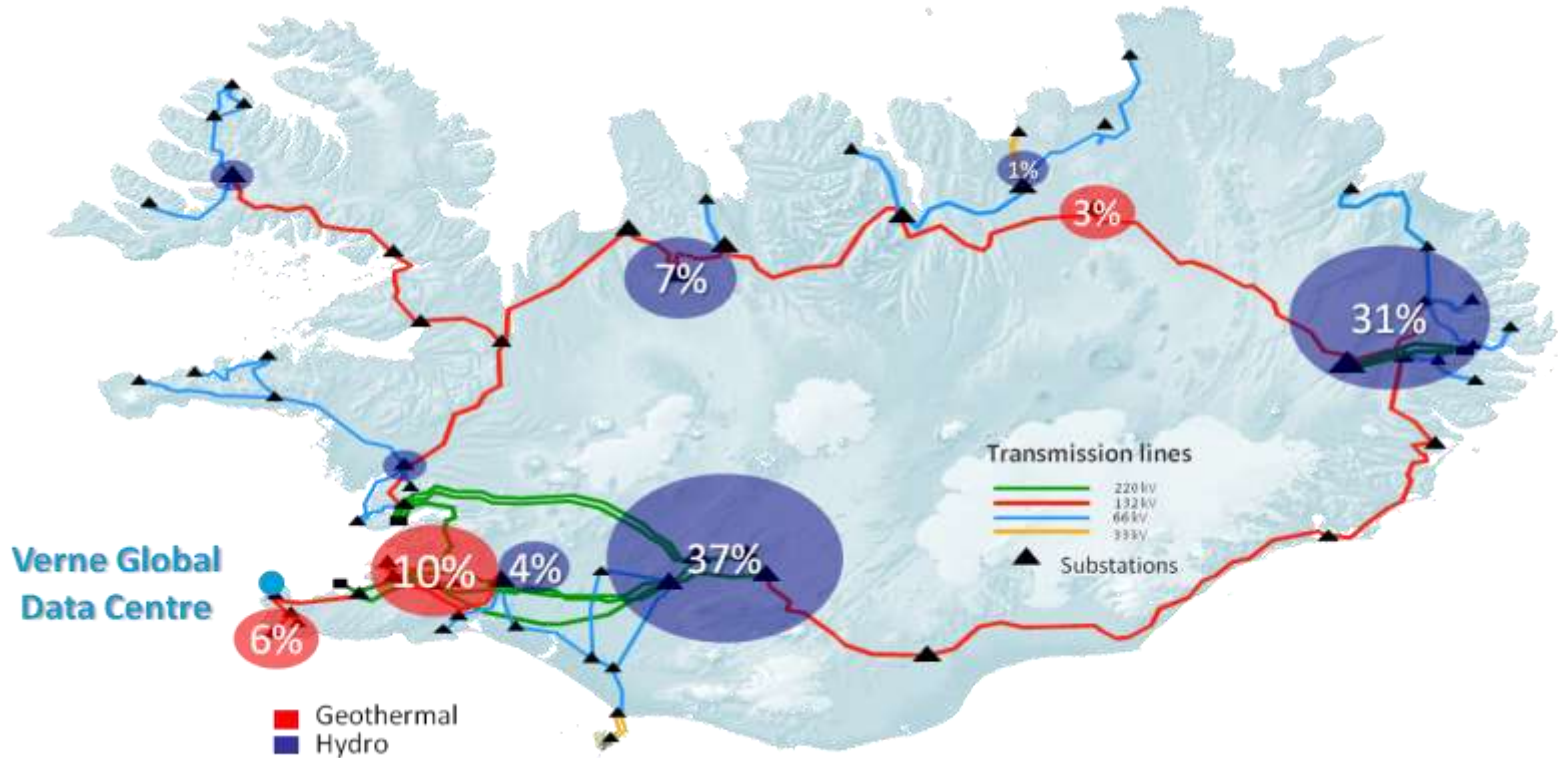 1%
3%
7%
31%
Transmission lines
220 kV
132 kV
66 kV
33 kV
Substations
37%
10%
4%
Verne Global
Data Centre
6%
Geothermal
Hydro